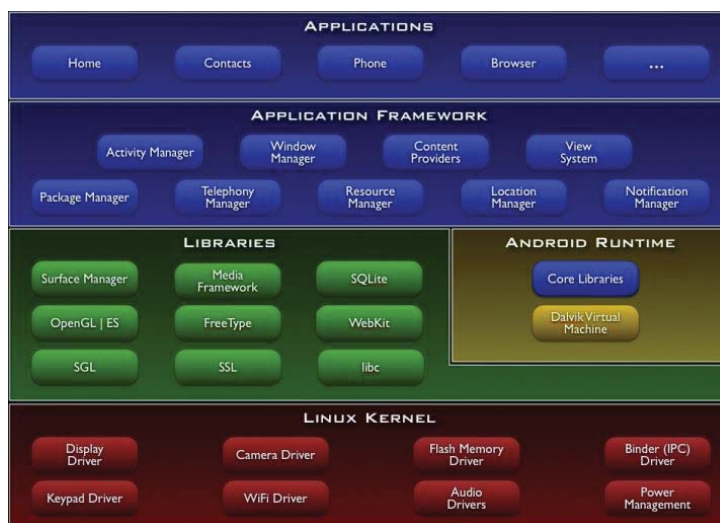 APPLICATIONS
Home Contacts Phone Browser ...
APPLICATION FRAMEWORK
Activity Manager
Window
Manager
Content
Providers
View
System
Package Manager
Telephony
Manager
Resource
Manager
Location
Manager
Notification
Manager
LIBRARIES
Surface Manager
Media
Framework
SQLite
OpenGL | ES
FreeType
WebKit
SGL
SSL
libc
ANDROID RUNTIME
Core Libraries
Dalvik Virtual
Machine
LINUX KERNEL
Display
Driver
Camera Driver
Flash Memory
Driver
Binder (IPC)
Driver
Keypad Driver
WiFi Driver
Audio
Drivers
Power
Management